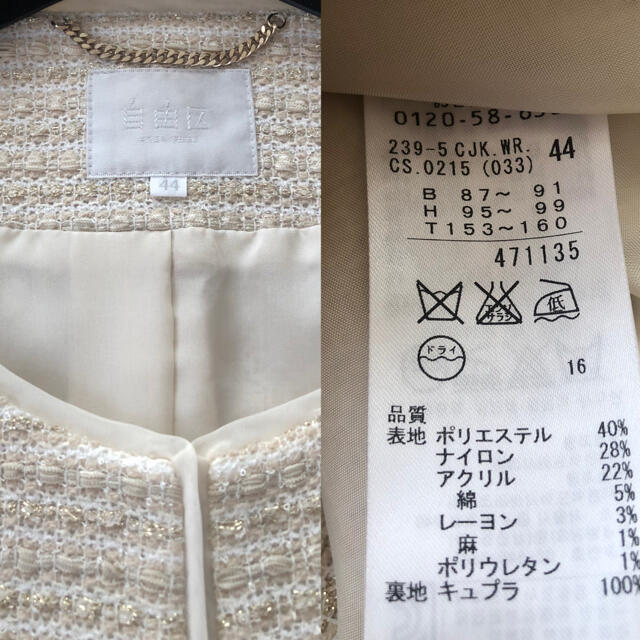 自由区
44
0120-58-
239-5 CJK.WR. 44
CS.0215 (033)
B 87〜 91
H 95〜 99
T 153〜160
471135
低
ドライ
16
品質
表地 ポリエステル 40%
ナイロン 28%
アクリル 22%
綿 5%
レーヨン 3%
麻 1%
ポリウレタン 1%
裏地 キュプラ 100%